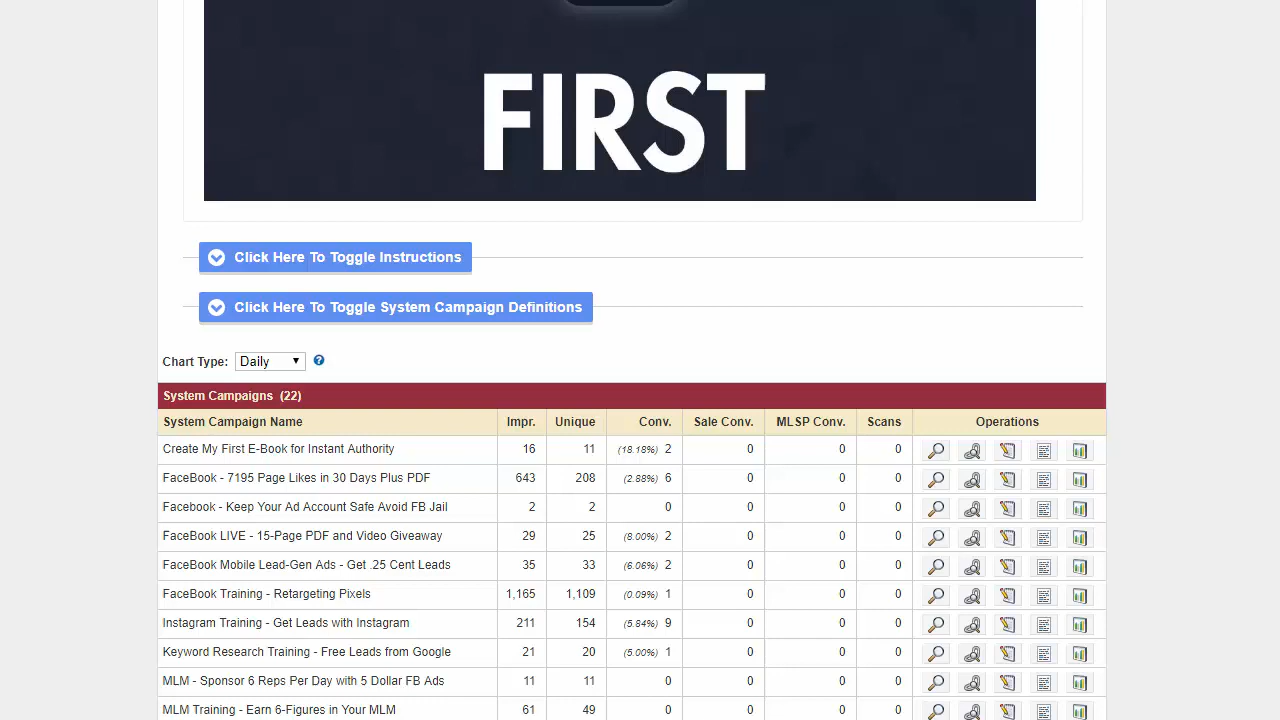 FIRST
Click Here To Toggle Instructions
Click Here To Toggle System Campaign Definitions
Chart Type: Daily
System Campaigns (22)
System Campaign Name Impr. Unique Conv. Sale Conv. MLSP Conv. Scans Operations
Create My First E-Book for Instant Authority 16 11 (18.18%) 2 0 0 0
FaceBook - 7195 Page Likes in 30 Days Plus PDF 643 208 (2.88%) 6 0 0 0
Facebook - Keep Your Ad Account Safe Avoid FB Jail 2 2 0 0 0 0
FaceBook LIVE - 15-Page PDF and Video Giveaway 29 25 (8.00%) 2 0 0 0
FaceBook Mobile Lead-Gen Ads - Get 25 Cent Leads 35 33 (6.06%) 2 0 0 0
FaceBook Training - Retargeting Pixels 1,165 1,109 (0.09%) 1 0 0 0
Instagram Training - Get Leads with Instagram 211 154 (5.84%) 9 0 0 0
Keyword Research Training - Free Leads from Google 21 20 (5.00%) 1 0 0 0
MLM - Sponsor 6 Reps Per Day with 5 Dollar FB Ads 11 11 0 0 0 0
MLM Training - Earn 6-Figures in Your MLM 61 49 0 0 0 0